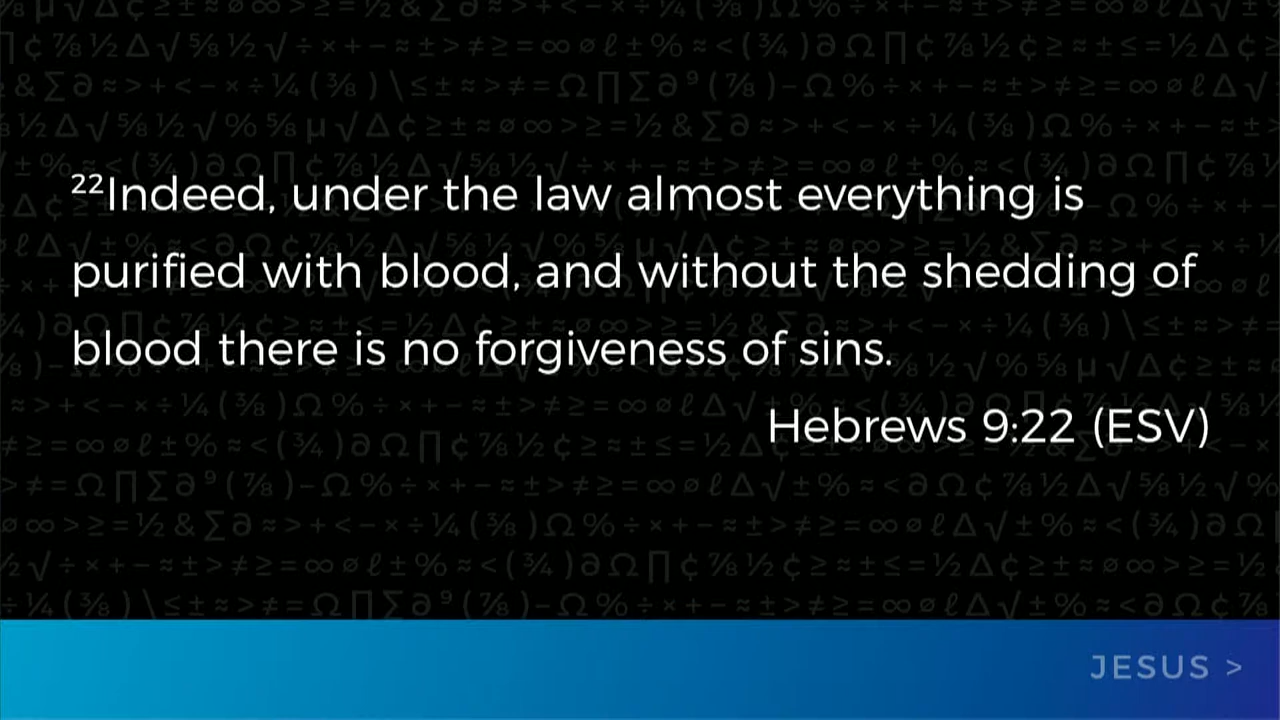 ²²Indeed, under the law almost everything is
purified with blood, and without the shedding of
blood there is no forgiveness of sins.
Hebrews 9:22 (ESV)
JESUS >